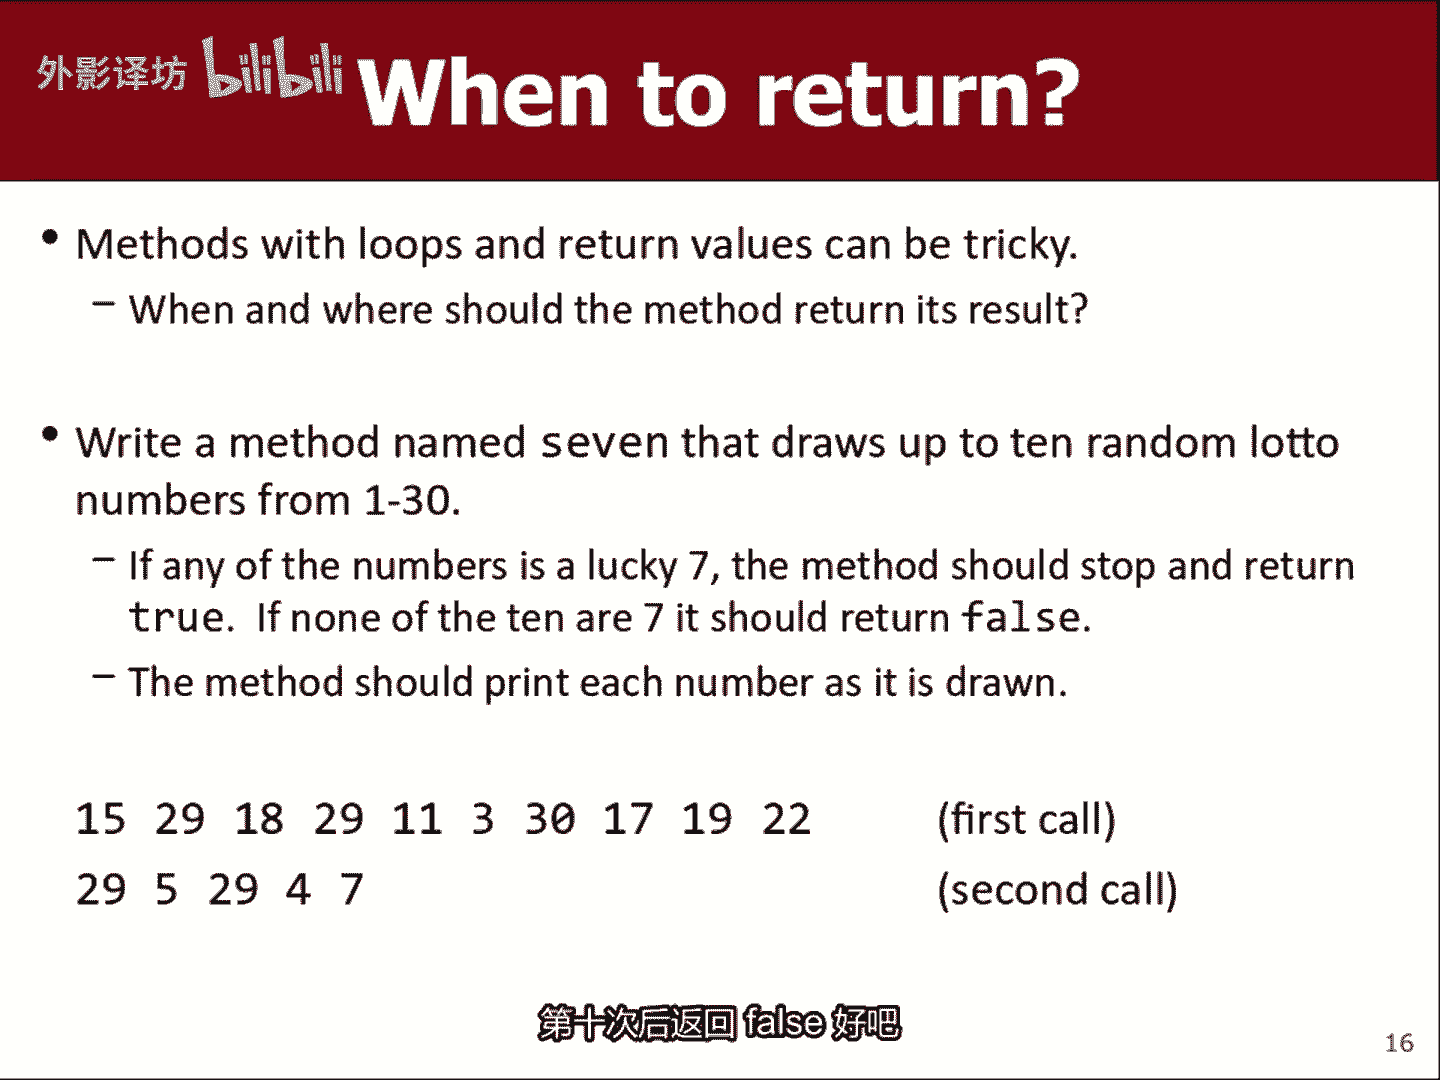 外影译坊 bilibili When to return?
• Methods with loops and return values can be tricky.
– When and where should the method return its result?
• Write a method named seven that draws up to ten random lotto
numbers from 1-30.
– If any of the numbers is a lucky 7, the method should stop and return
true. If none of the ten are 7 it should return false.
– The method should print each number as it is drawn.
15 29 18 29 11 3 30 17 19 22 (first call)
29 5 29 4 7 (second call)
第十次后返回 false 好吧
16